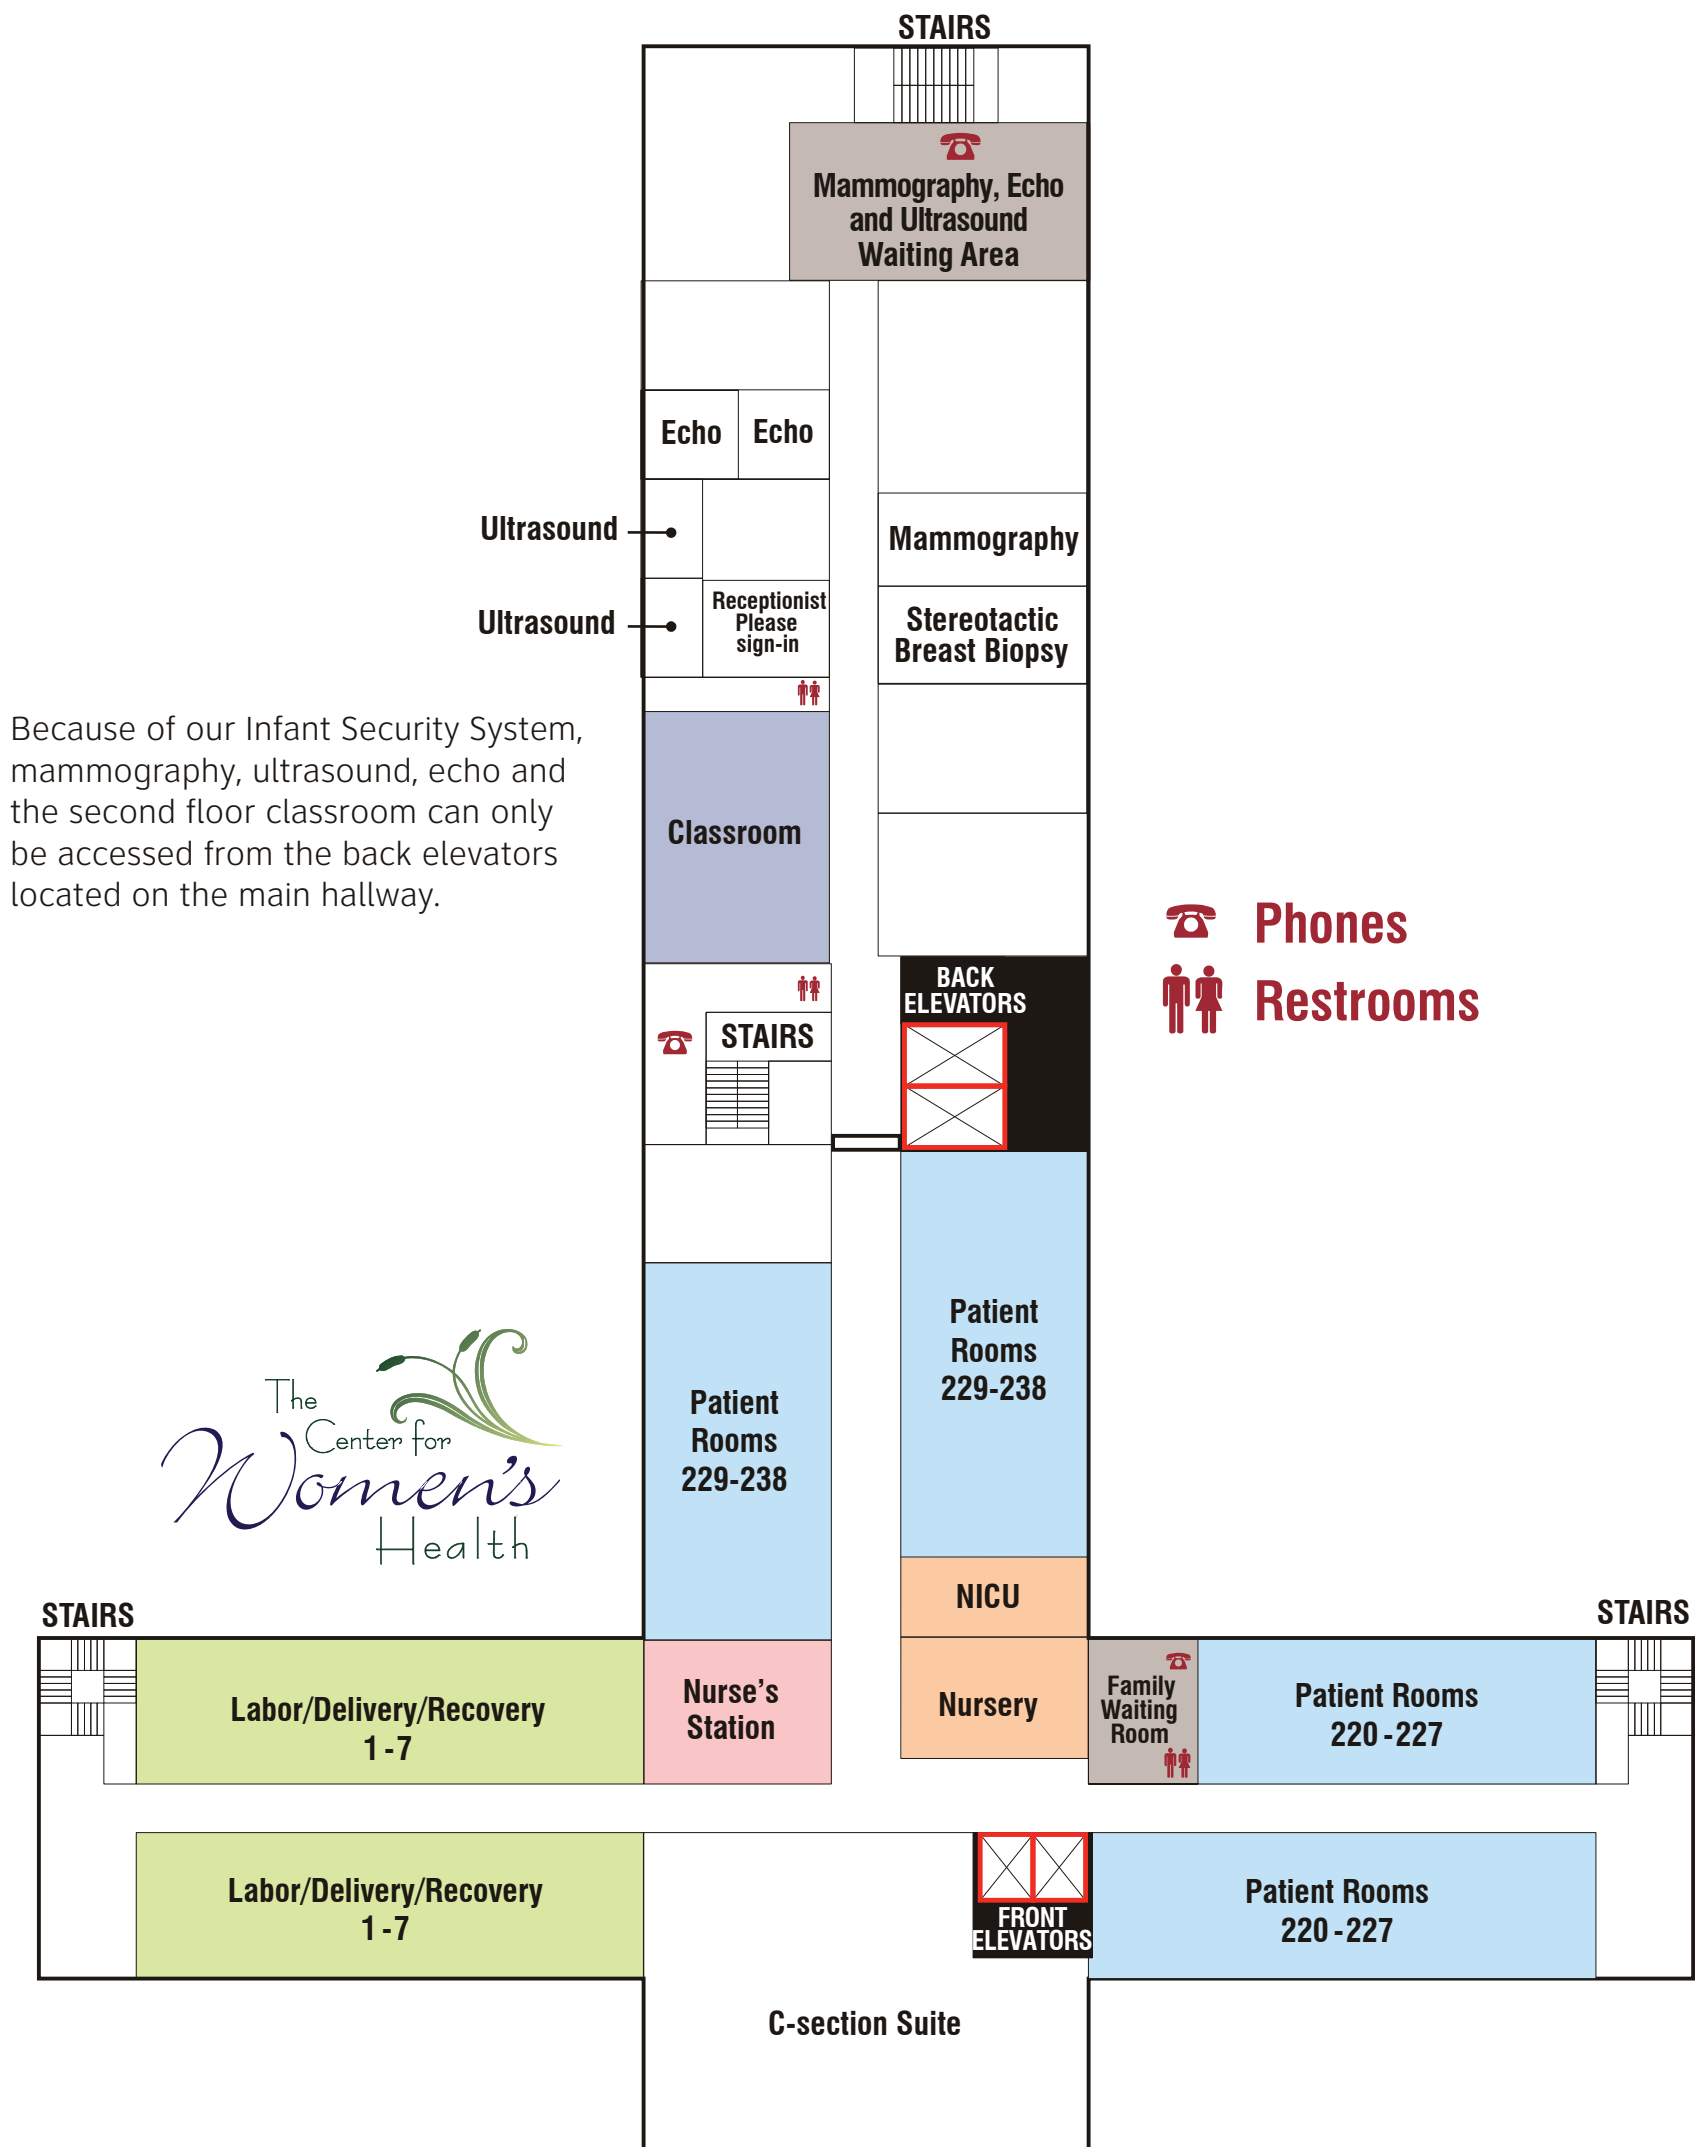 STAIRS
Mammography, Echo
and Ultrasound
Waiting Area
Echo
Echo
Ultrasound
Mammography
Ultrasound
Receptionist
Please
sign-in
Stereotactic
Breast Biopsy
Because of our Infant Security System,
mammography, ultrasound, echo and
the second floor classroom can only
be accessed from the back elevators
located on the main hallway.
Classroom
Phones
Restrooms
BACK
ELEVATORS
STAIRS
Patient
Rooms
229-238
Patient
Rooms
229-238
The
Center for
Women's
Health
STAIRS
NICU
STAIRS
Labor/Delivery/Recovery
1-7
Nurse's
Station
Nursery
Family
Waiting
Room
Patient Rooms
220-227
Labor/Delivery/Recovery
1-7
FRONT
ELEVATORS
Patient Rooms
220-227
C-section Suite